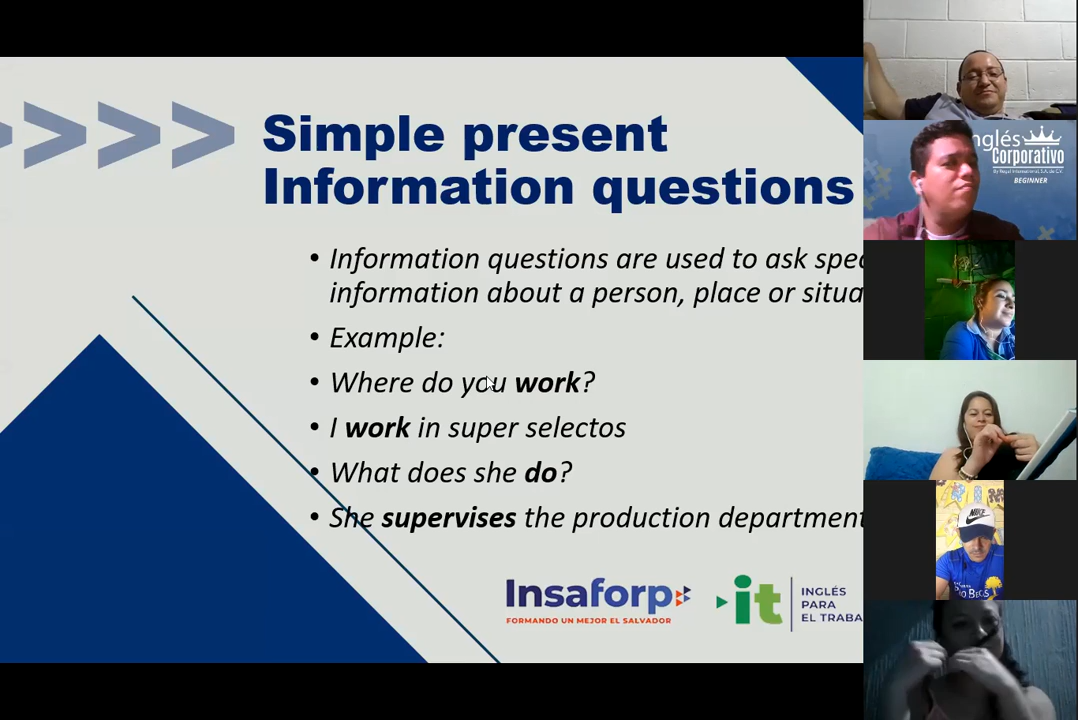 Simple present
Information questions
• Information questions are used to ask spec
information about a person, place or situa
• Example:
• Where do you work?
• I work in super selectos
• What does she do?
• She supervises the production department
Insaforp
FORMANDO UN MEJOR EL SALVADOR
it
INGLÉS
PARA
EL TRABA
nglés
Corporativo
BEGINNER
NIKE